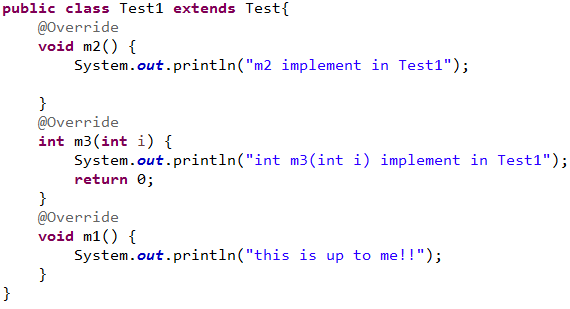 public class Test1 extends Test{
    @Override
    void m2() {
        System.out.println("m2 implement in Test1");

    }
    @Override
    int m3(int i) {
        System.out.println("int m3(int i) implement in Test1");
        return 0;
    }
    @Override
    void m1() {
        System.out.println("this is up to me!!");
    }
}